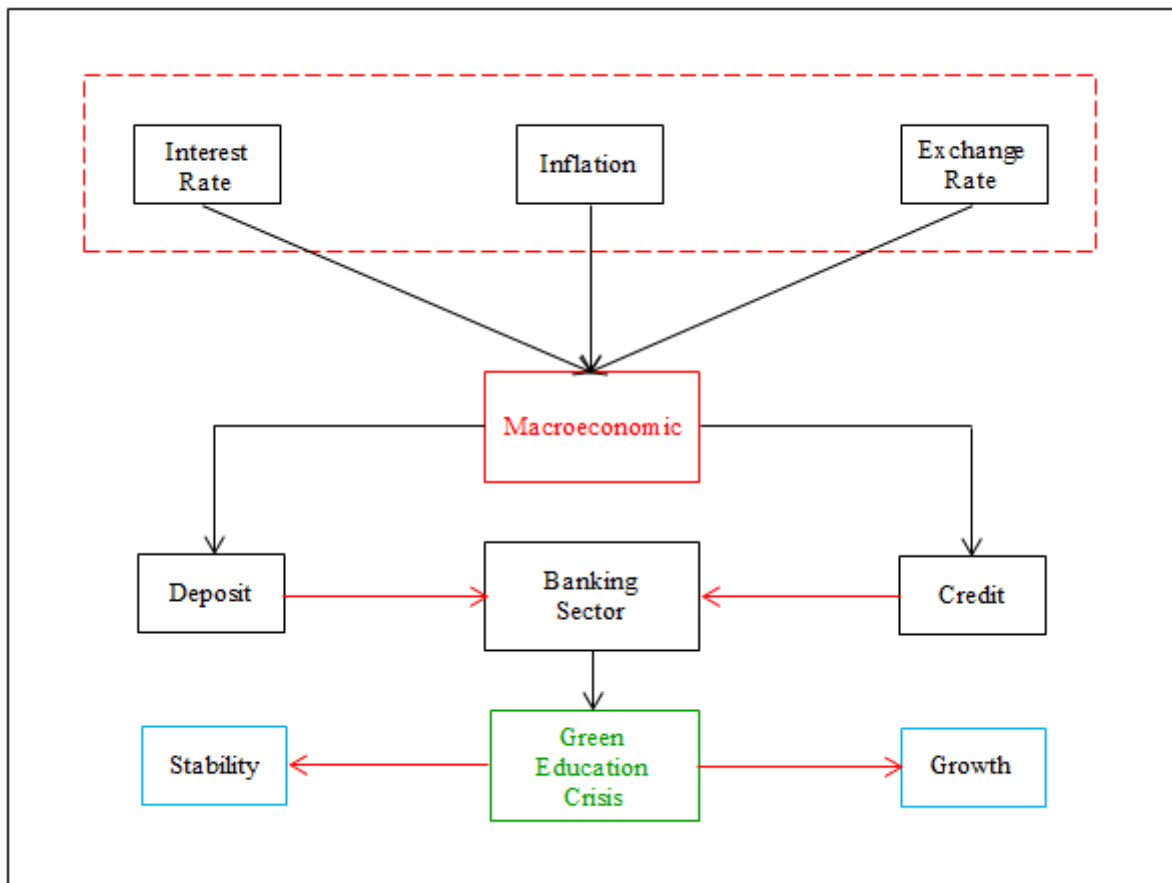 Interest
Rate
Inflation
Exchange
Rate
Macroeconomic
Deposit
Banking
Sector
Credit
Stability
Green
Education
Crisis
Growth